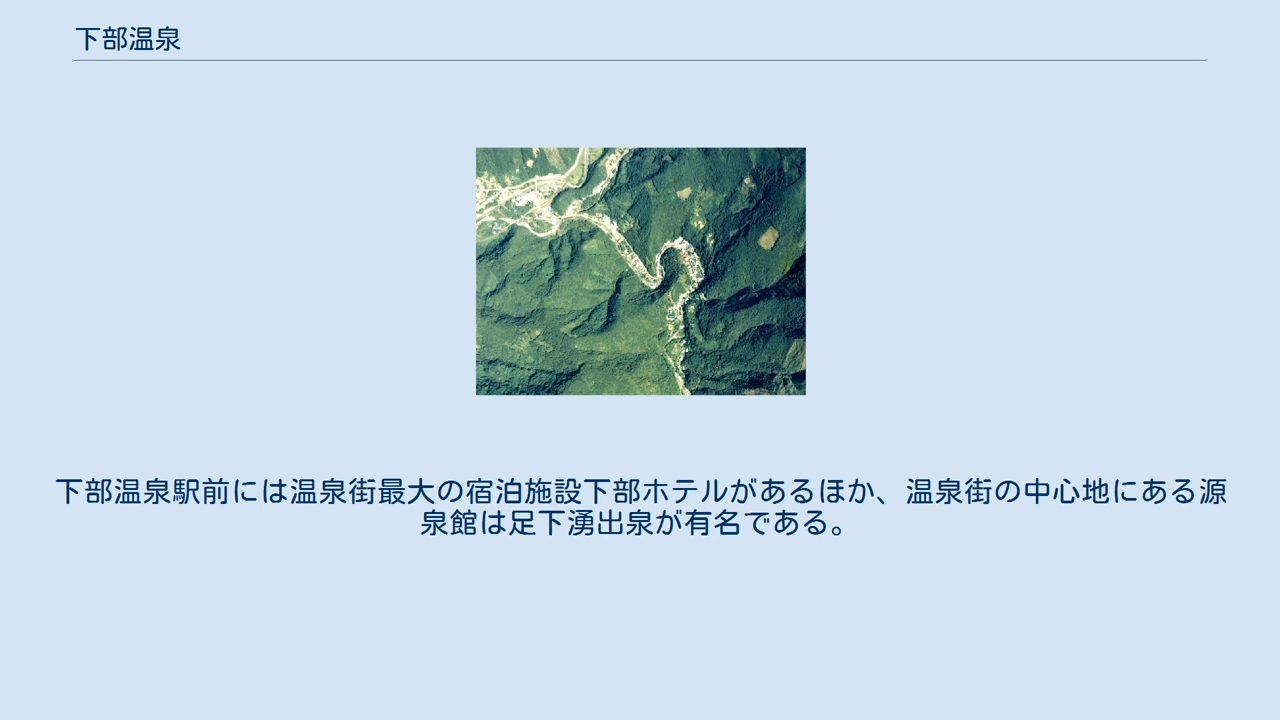 下部温泉
下部温泉駅前には温泉街最大の宿泊施設下部ホテルがあるほか、温泉街の中心地にある源
泉館は足下湧出泉が有名である。